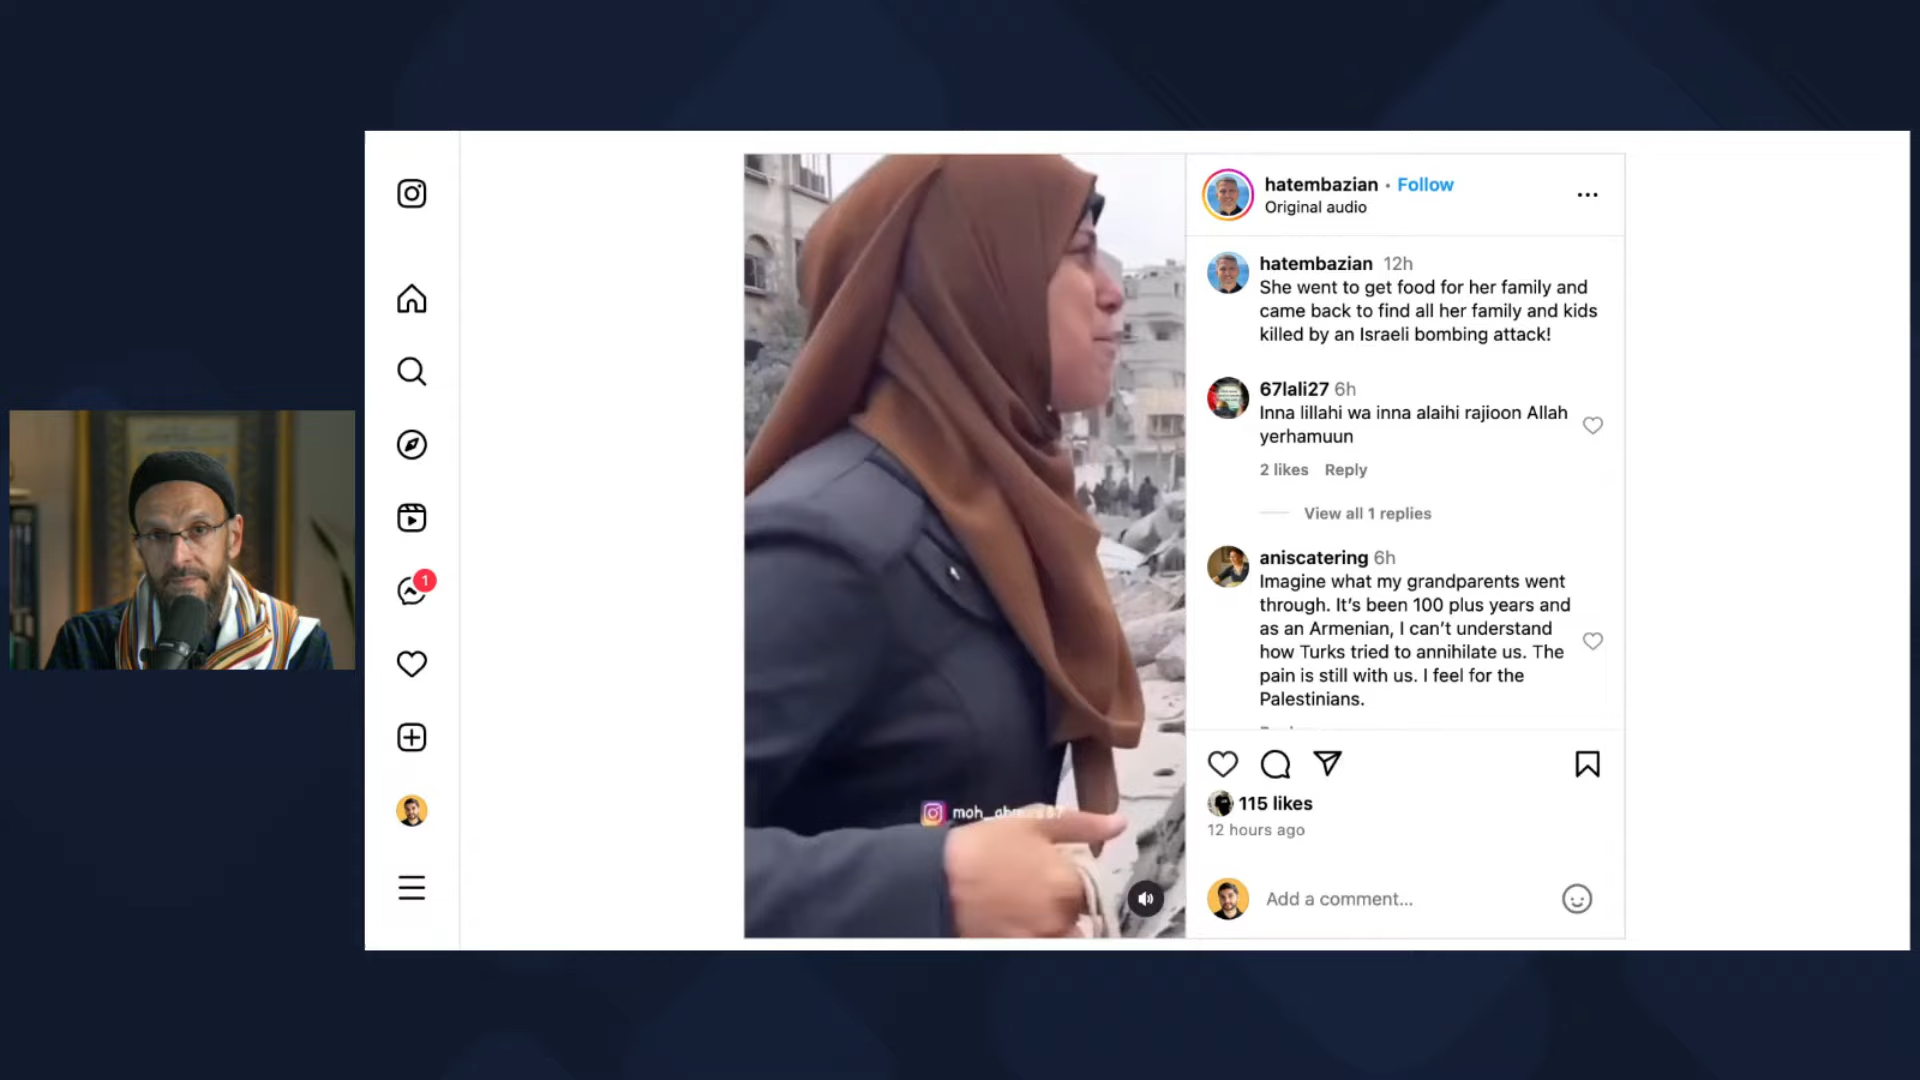 hatembazian • Follow
Original audio
hatembazian 12h
She went to get food for her family and
came back to find all her family and kids
killed by an Israeli bombing attack!
67lali27 6h
Inna lillahi wa inna alaihi rajioon Allah
yerhamuun
2 likes Reply
View all 1 replies
aniscatering 6h
Imagine what my grandparents went
through. It's been 100 plus years and
as an Armenian, I can't understand
how Turks tried to annihilate us. The
pain is still with us. I feel for the
Palestinians.
1
115 likes
12 hours ago
Add a comment...